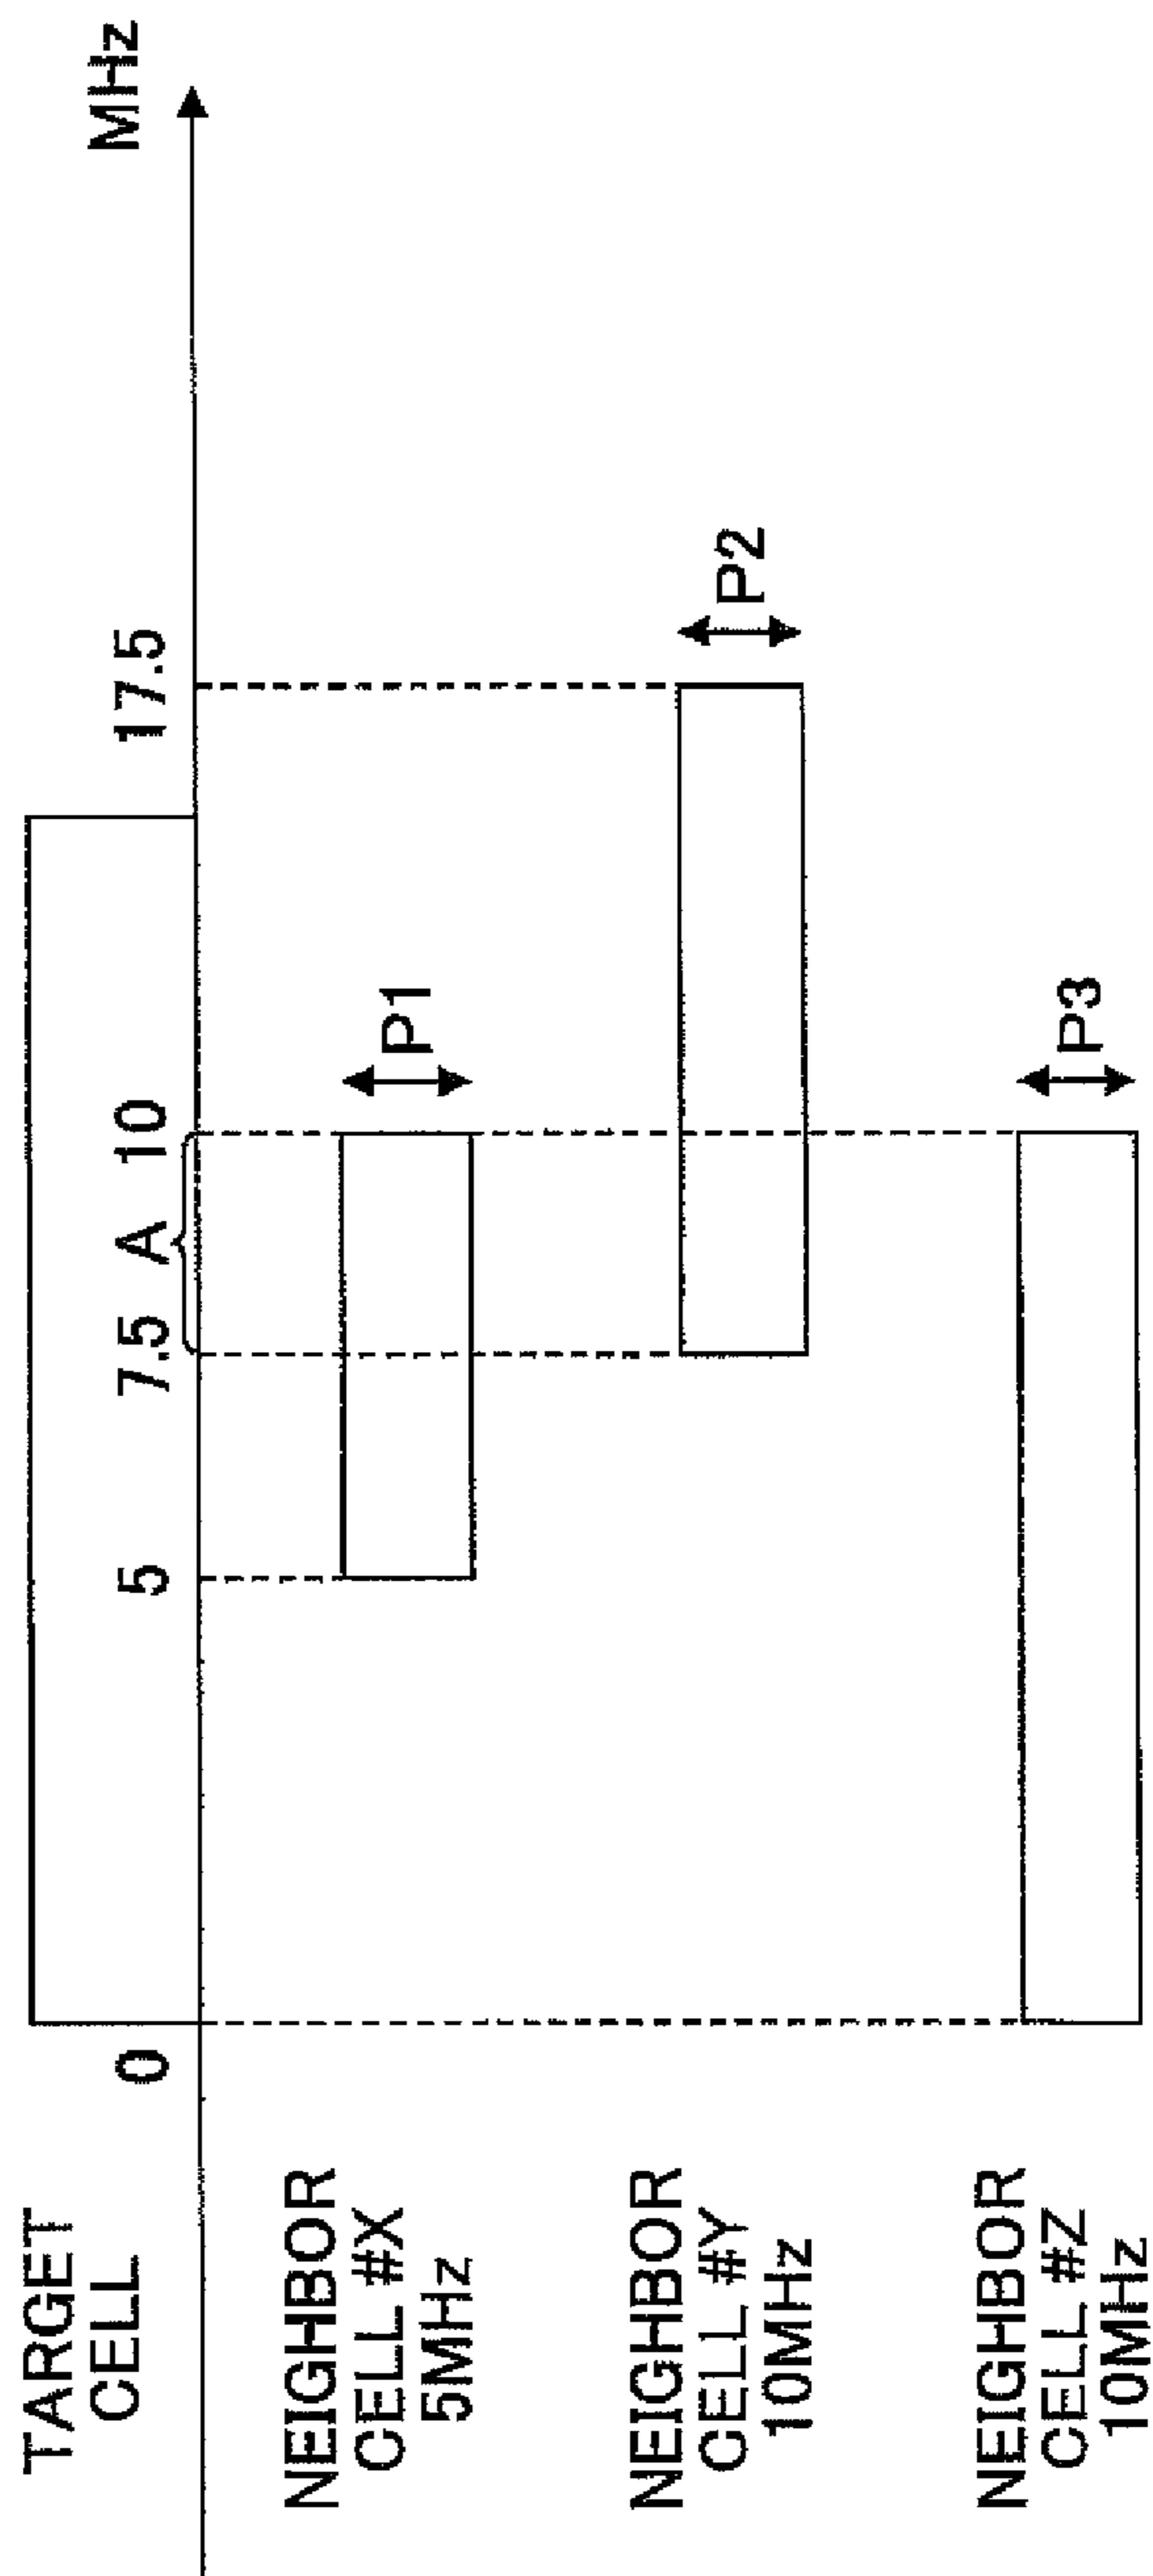 TARGET
CELL
0
5
7.5
A
10
17.5
MHz
NEIGHBOR
CELL #X
5MHz
P1
NEIGHBOR
CELL #Y
10MHz
P2
NEIGHBOR
CELL #Z
10MHz
P3